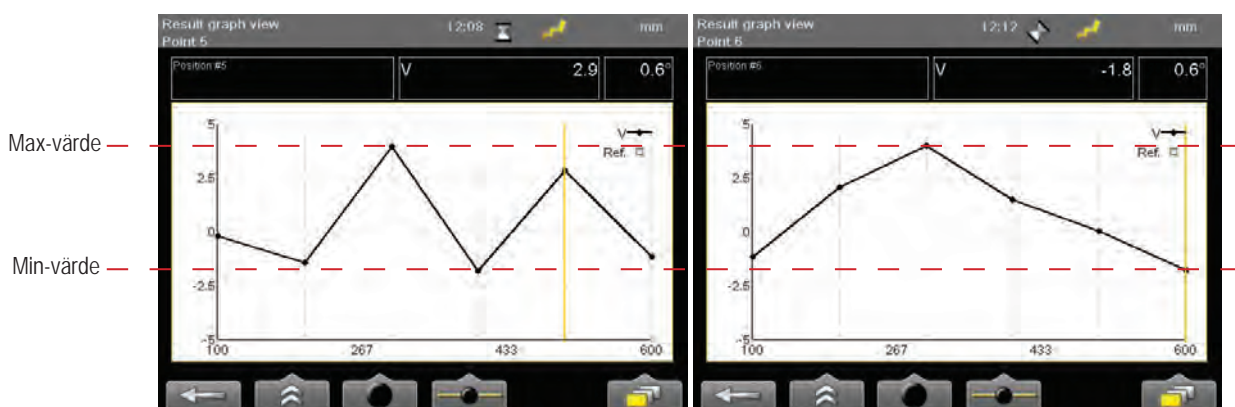 Result graph view 12:08 mm
Point 5
Position #5 V 2.9 0.6°
Max-värde
Min-värde
5
2.5
0
-2.5
-5
V
Ref.
100 267 433 600
Result graph view 12:12 mm
Point 6
Position #6 V -1.8 0.6°
5
2.5
0
-2.5
-5
V
Ref.
100 267 433 600